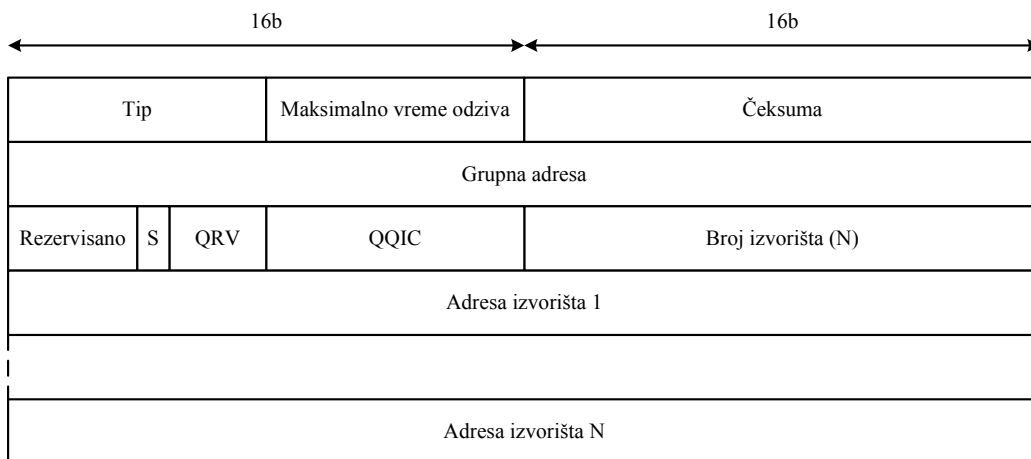 16b 16b
Tip Maksimalno vreme odziva Čeksuma
Grupna adresa
Rezervisano S QRV QQIC Broj izvorišta (N)
Adresa izvorišta 1
Adresa izvorišta N